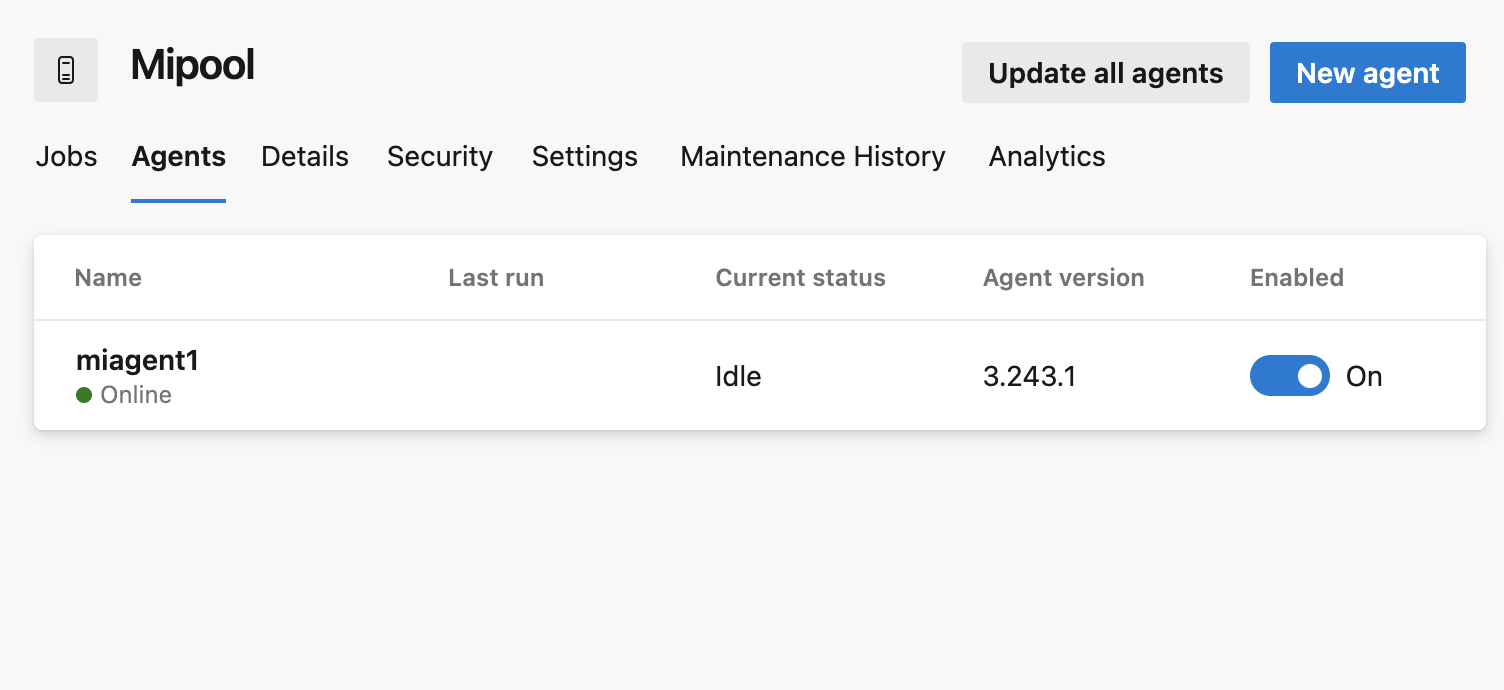 Mipool
Update all agents
New agent
Jobs Agents Details Security Settings Maintenance History Analytics
Name Last run Current status Agent version Enabled
miagent1
Online
Idle 3.243.1 On